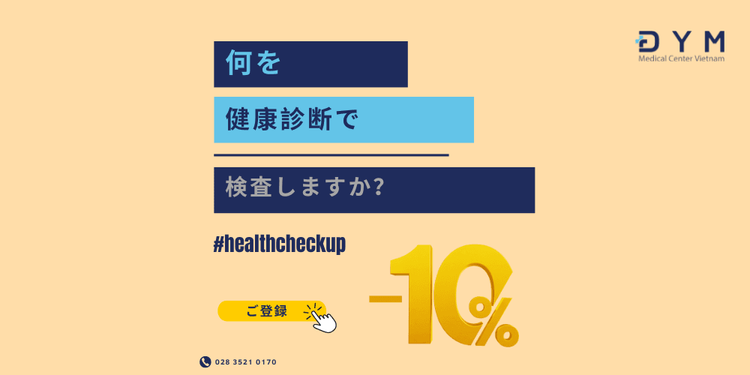 DYM
Medical Center Vietnam
何を
健康診断で
検査しますか?
#healthcheckup
-10%
ご登録
028 3521 0170